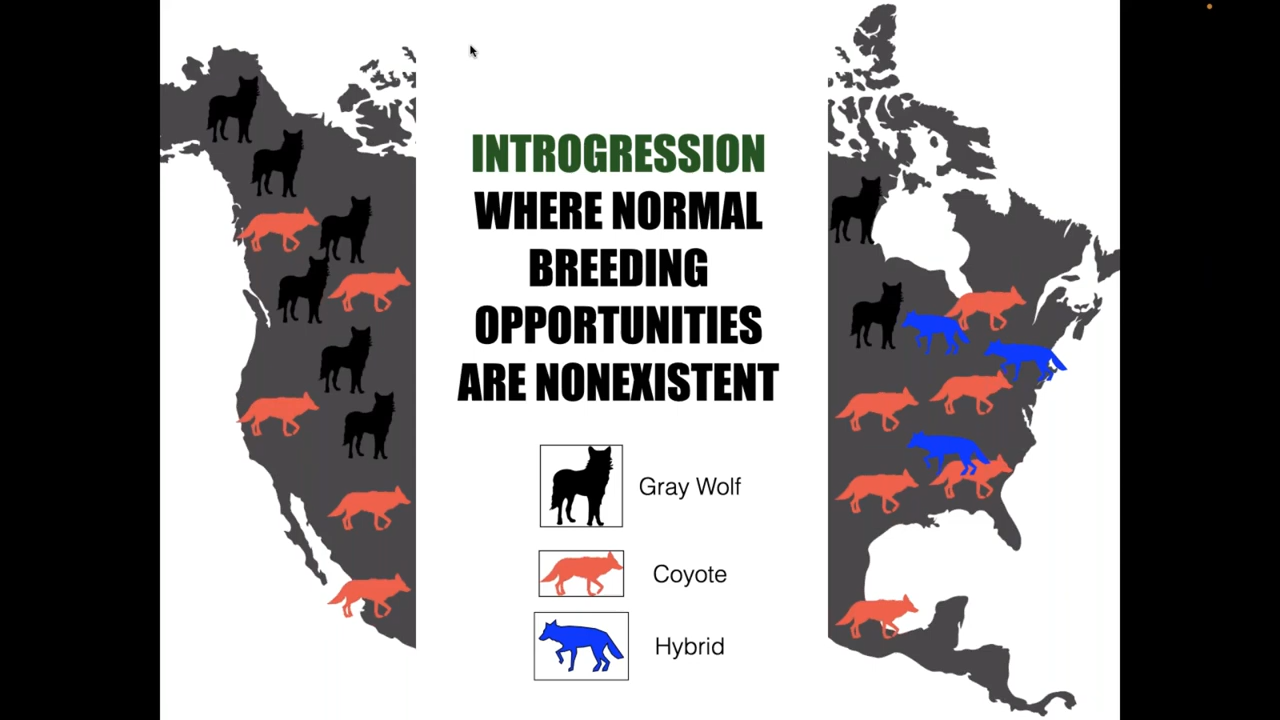 INTROGRESSION
WHERE NORMAL
BREEDING
OPPORTUNITIES
ARE NONEXISTENT
Gray Wolf
Coyote
Hybrid